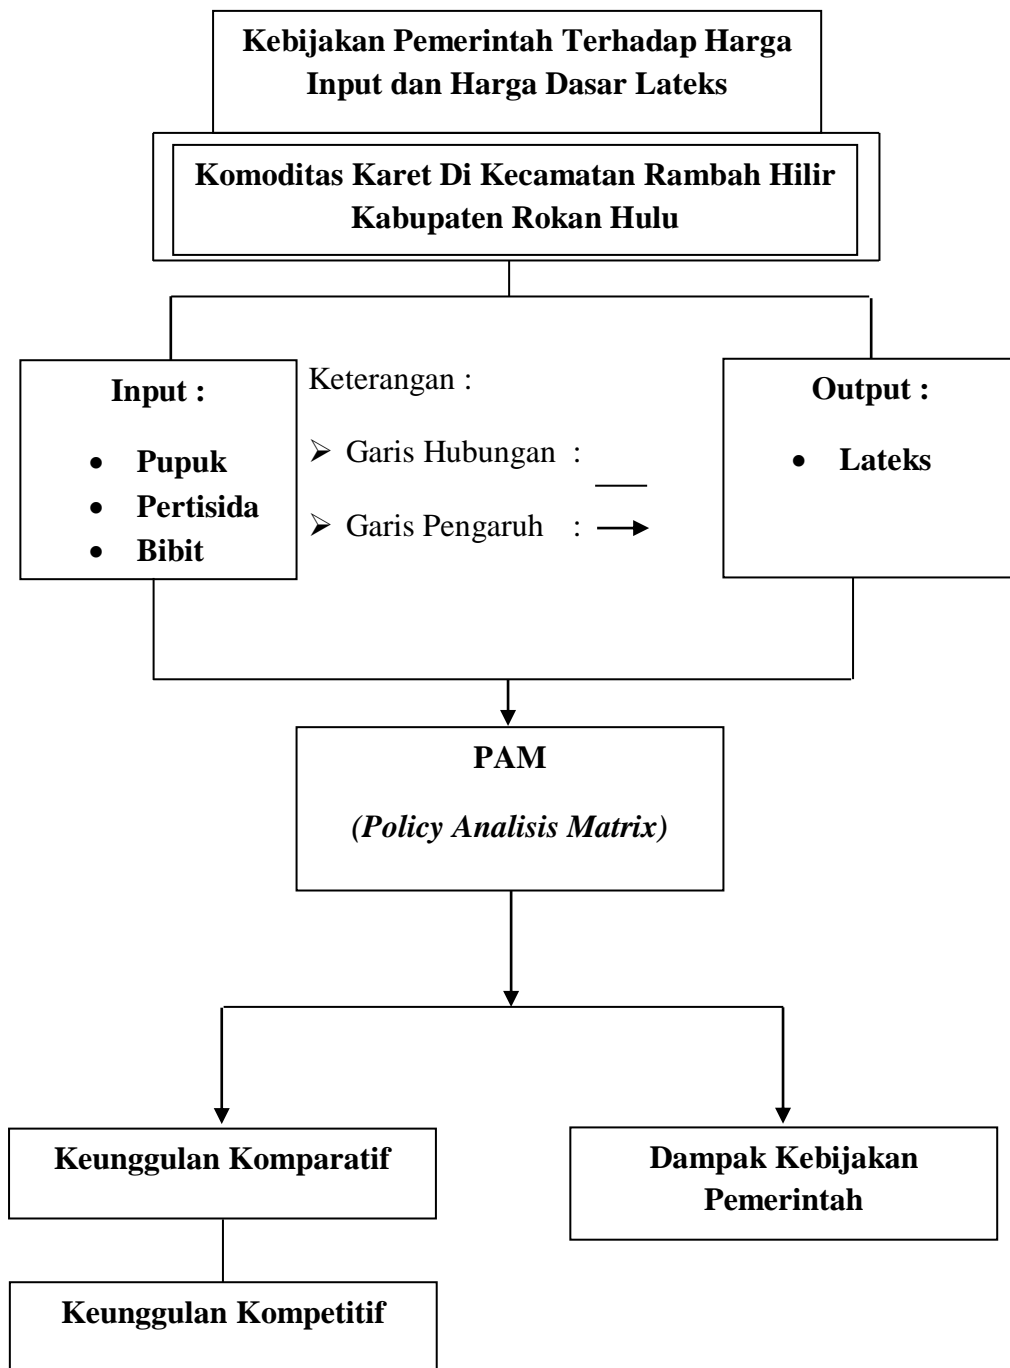 Kebijakan Pemerintah Terhadap Harga
Input dan Harga Dasar Lateks
Komoditas Karet Di Kecamatan Rambah Hilir
Kabupaten Rokan Hulu
Input :
• Pupuk
• Pertisida
• Bibit
Keterangan :
➢ Garis Hubungan :
➢ Garis Pengaruh :
Output :
• Lateks
PAM
(Policy Analisis Matrix)
Keunggulan Komparatif
Dampak Kebijakan
Pemerintah
Keunggulan Kompetitif